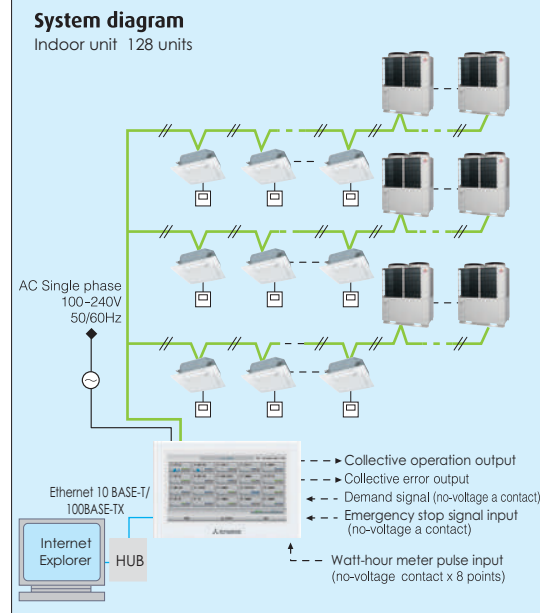 System diagram
Indoor unit 128 units
AC Single phase
100-240V
50/60Hz
Ethernet 10 BASE-T/
100BASE-TX
Internet
Explorer
HUB
Collective operation output
Collective error output
Demand signal (no-voltage a contact)
Emergency stop signal input
(no-voltage a contact)
Watt-hour meter pulse input
(no-voltage contact x 8 points)